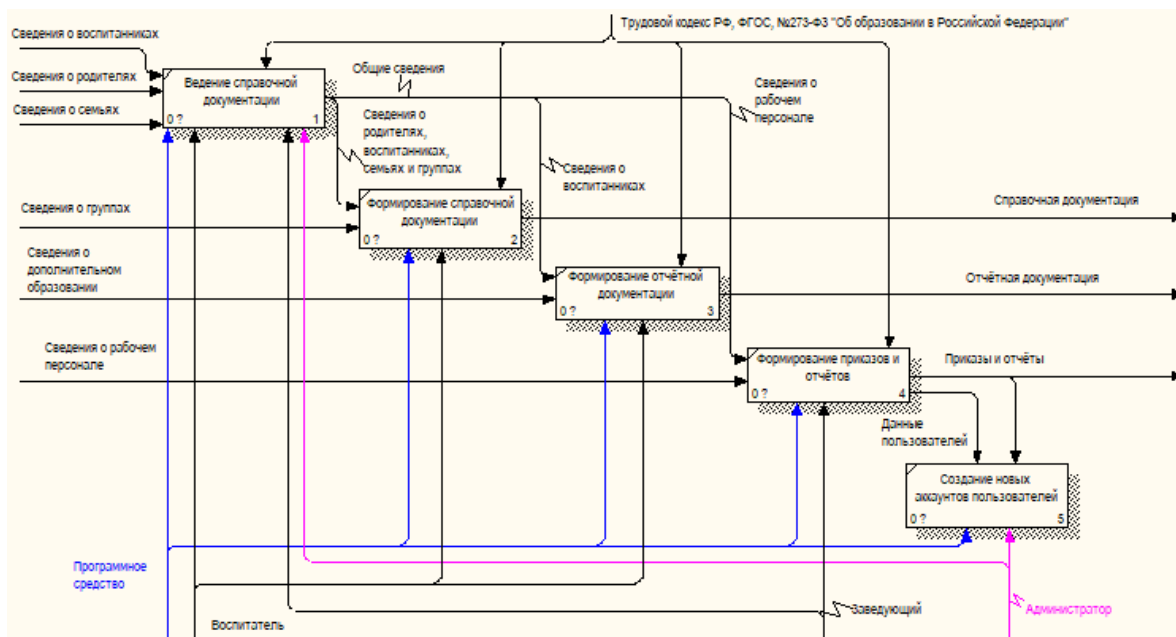 Трудовой кодекс РФ, ФГОС, №273-ФЗ "Об образовании в Российской Федерации"
Сведения о воспитанниках
Сведения о родителях
Сведения о семьях
Ведение справочной
документации
0 ?
1
Общие сведения
Сведения о
родителях,
воспитанниках,
семьях и группах
Сведения о
рабочем
персонале
Сведения о
воспитанниках
Сведения о группах
Формирование справочной
документации
0 ?
2
Справочная документация
Сведения о
дополнительном
образовании
Формирование отчётной
документации
0 ?
3
Отчётная документация
Сведения о рабочем
персонале
Формирование приказов и
отчётов
0 ?
4
Приказы и отчёты
Данные
пользователей
Создание новых
аккаунтов пользователей
0 ?
5
Программное
средство
Воспитатель
Заведующий
Администратор